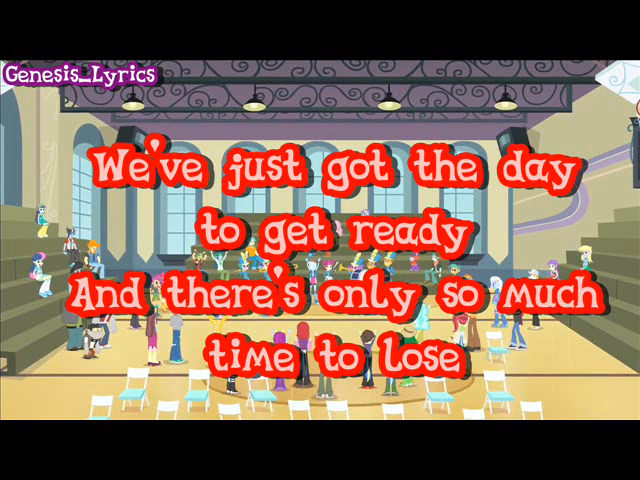 Genesis_Lyrics
We've just got the day
to get ready
And there's only so much
time to lose